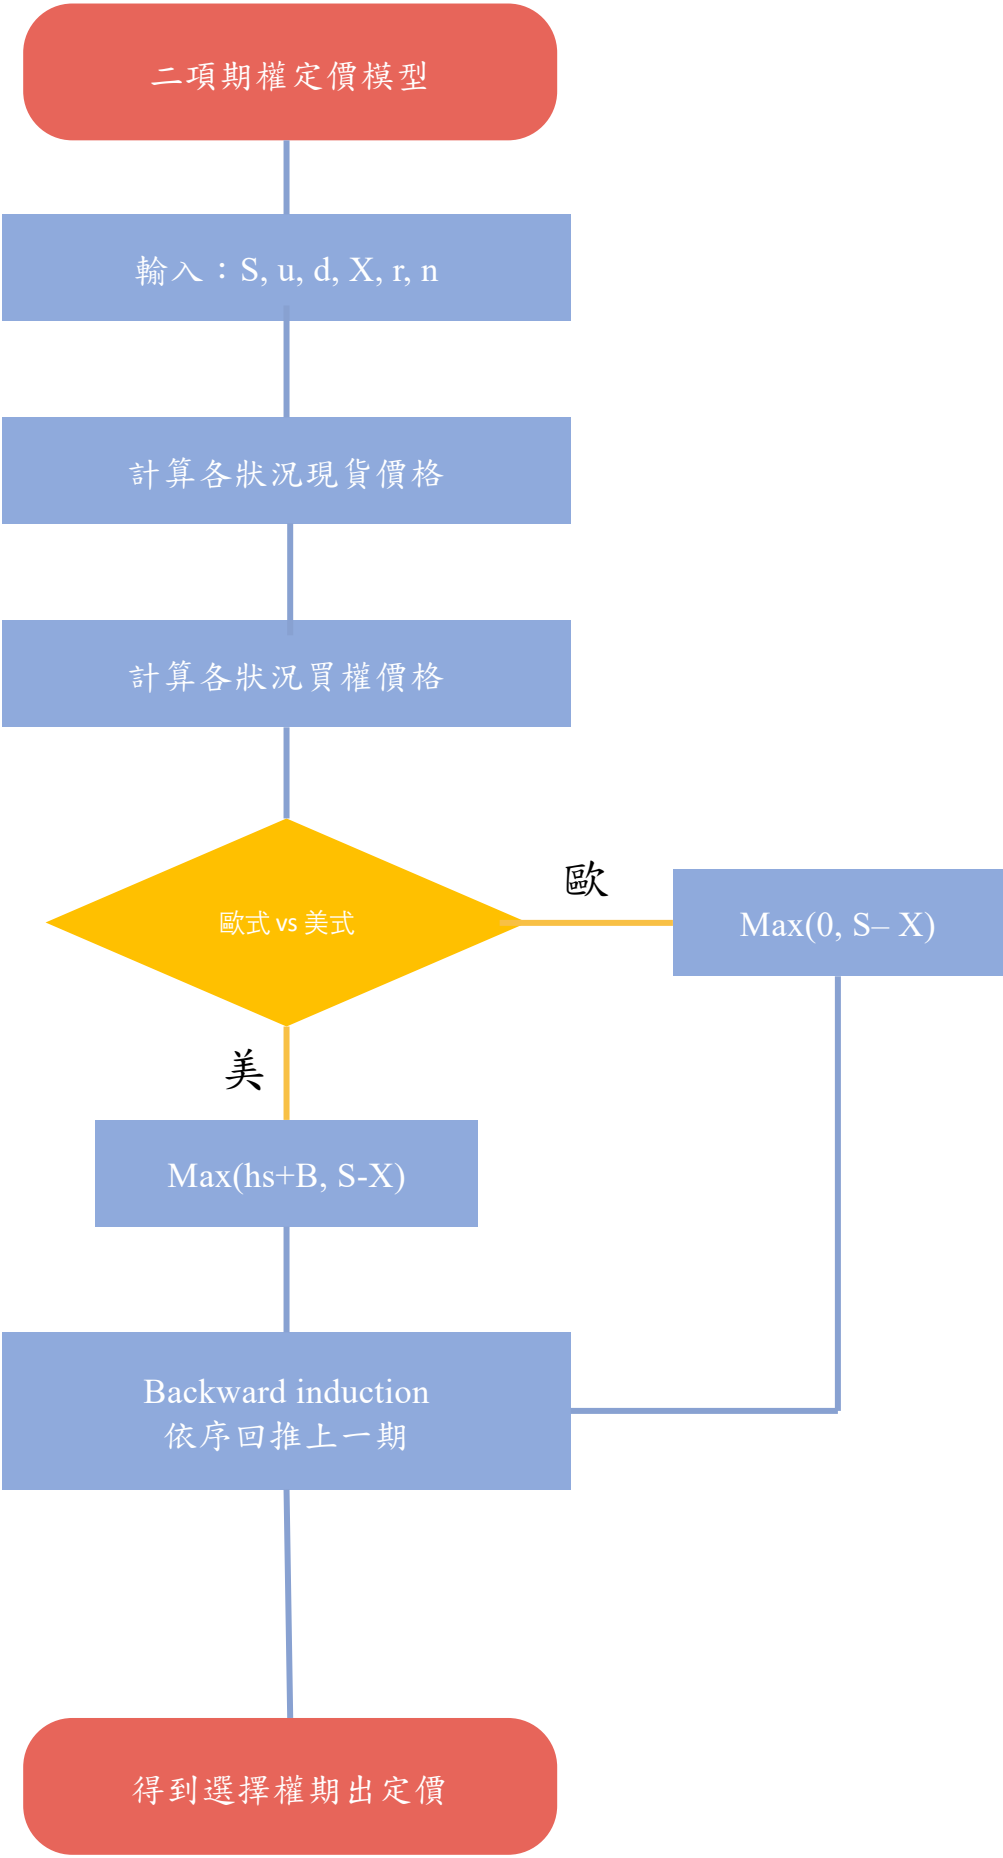 二項期權定價模型
輸入：S, u, d, X, r, n
計算各狀況現貨價格
計算各狀況買權價格
歐式 vs 美式
歐
Max(0, S– X)
美
Max(hs+B, S-X)
Backward induction
依序回推上一期
得到選擇權期出定價